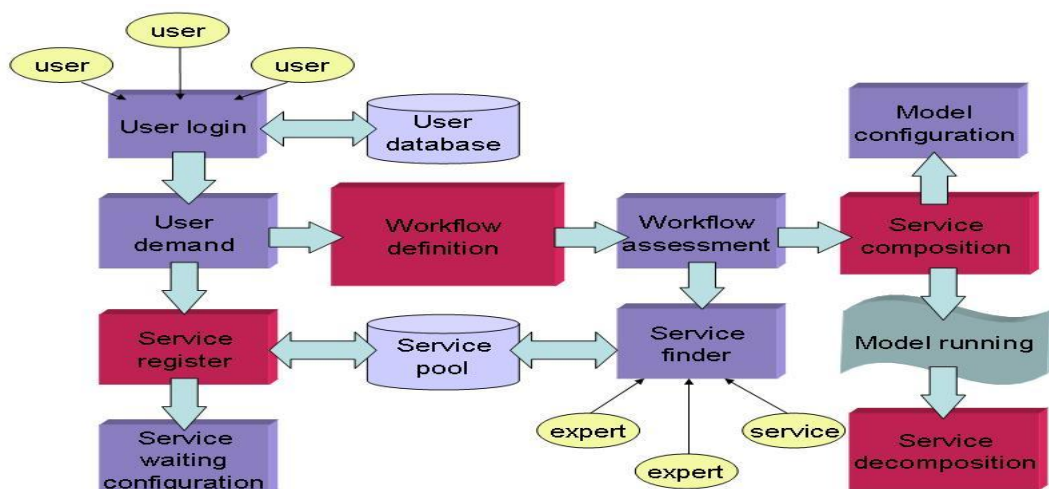 user
user
user
User login
User
database
Model
configuration
User
demand
Workflow
definition
Workflow
assessment
Service
composition
Service
register
Service
pool
Service
finder
Model running
Service
waiting
configuration
expert
expert
service
Service
decomposition